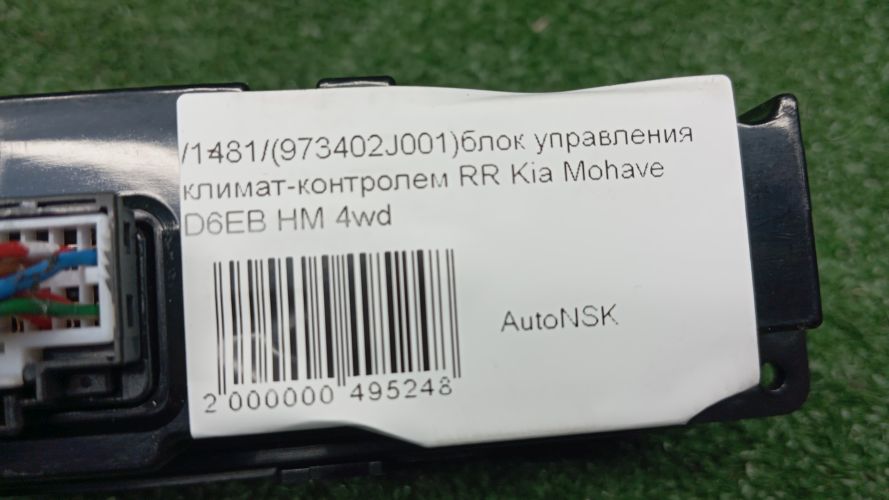 /1481/(973402J001)блок управления
климат-контролем RR Kia Mohave
D6EB HM 4wd
AutoNSK
2 000000 495248